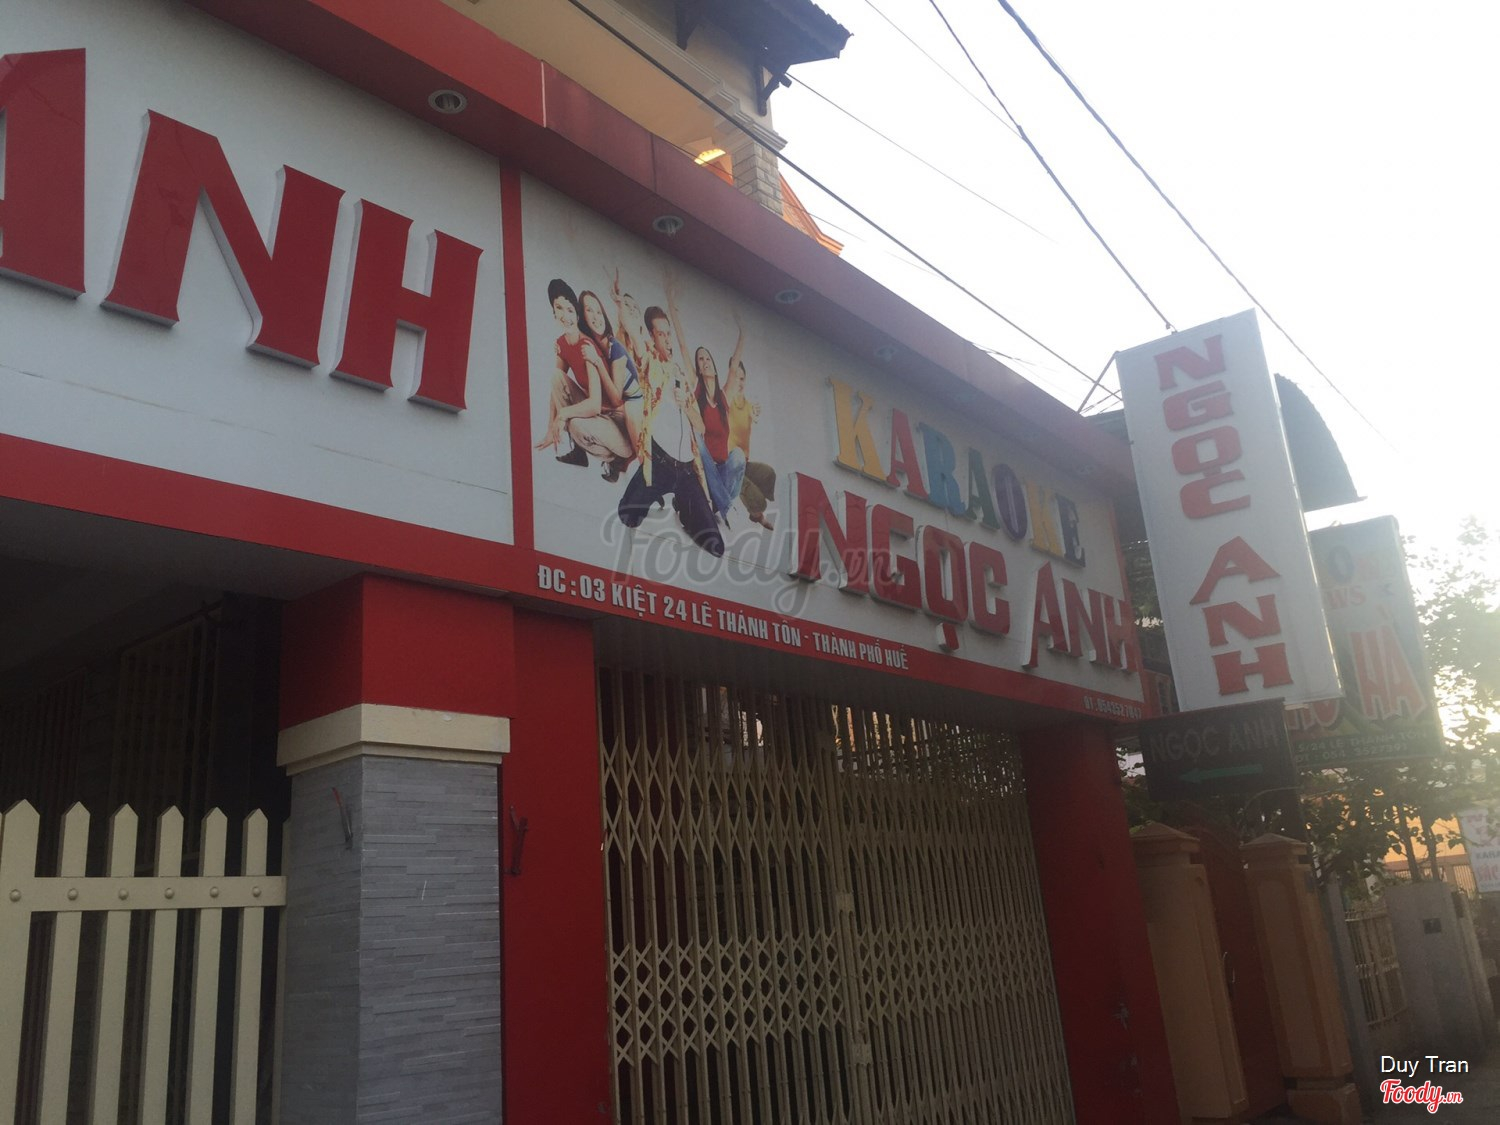 ANH
KARAOKE
NGỌC ANH
ĐC : 03 KIỆT 24 LÊ THÁNH TÔN - THÀNH PHỐ HUẾ
NGỌC ANH
NGỌC ANH
HA
Foody.vn
Duy Tran
Foody.vn